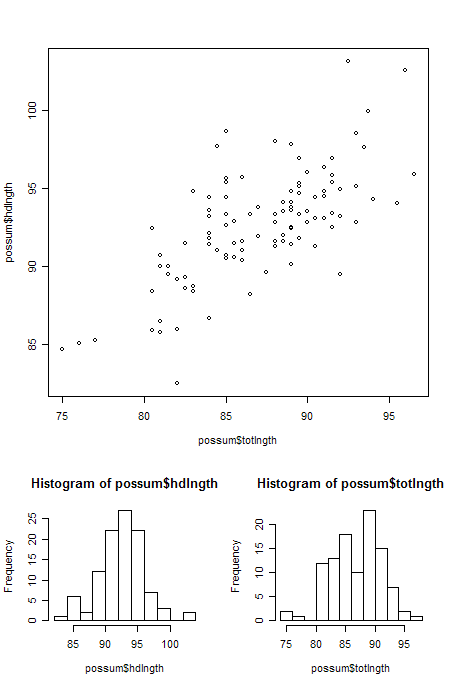 possum$hdlngth
100
95
90
85
75 80 85 90 95
possum$totlngth
Histogram of possum$hdlngth
Histogram of possum$totlngth
Frequency
25
20
15
10
5
0
85 90 95 100
possum$hdlngth
Frequency
20
15
10
5
0
75 80 85 90 95
possum$totlngth